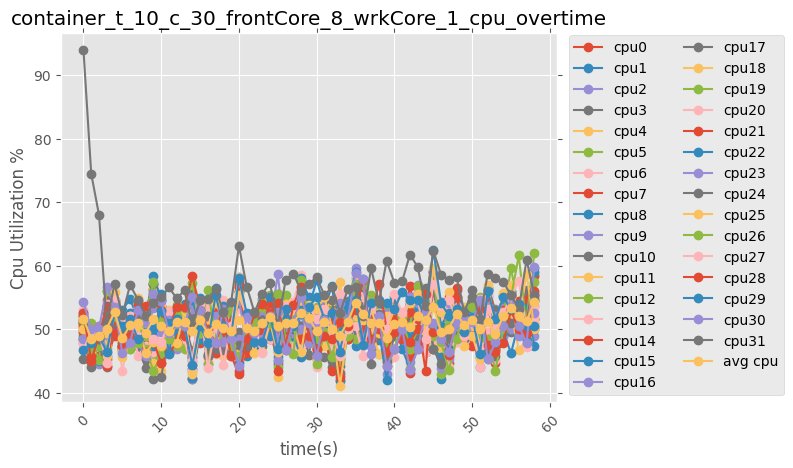 container_t_10_c_30_frontCore_8_wrkCore_1_cpu_overtime
Cpu Utilization %
90
80
70
60
50
40
0
10
20
30
40
50
60
time(s)
cpu0
cpu1
cpu2
cpu3
cpu4
cpu5
cpu6
cpu7
cpu8
cpu9
cpu10
cpu11
cpu12
cpu13
cpu14
cpu15
cpu16
cpu17
cpu18
cpu19
cpu20
cpu21
cpu22
cpu23
cpu24
cpu25
cpu26
cpu27
cpu28
cpu29
cpu30
cpu31
avg cpu